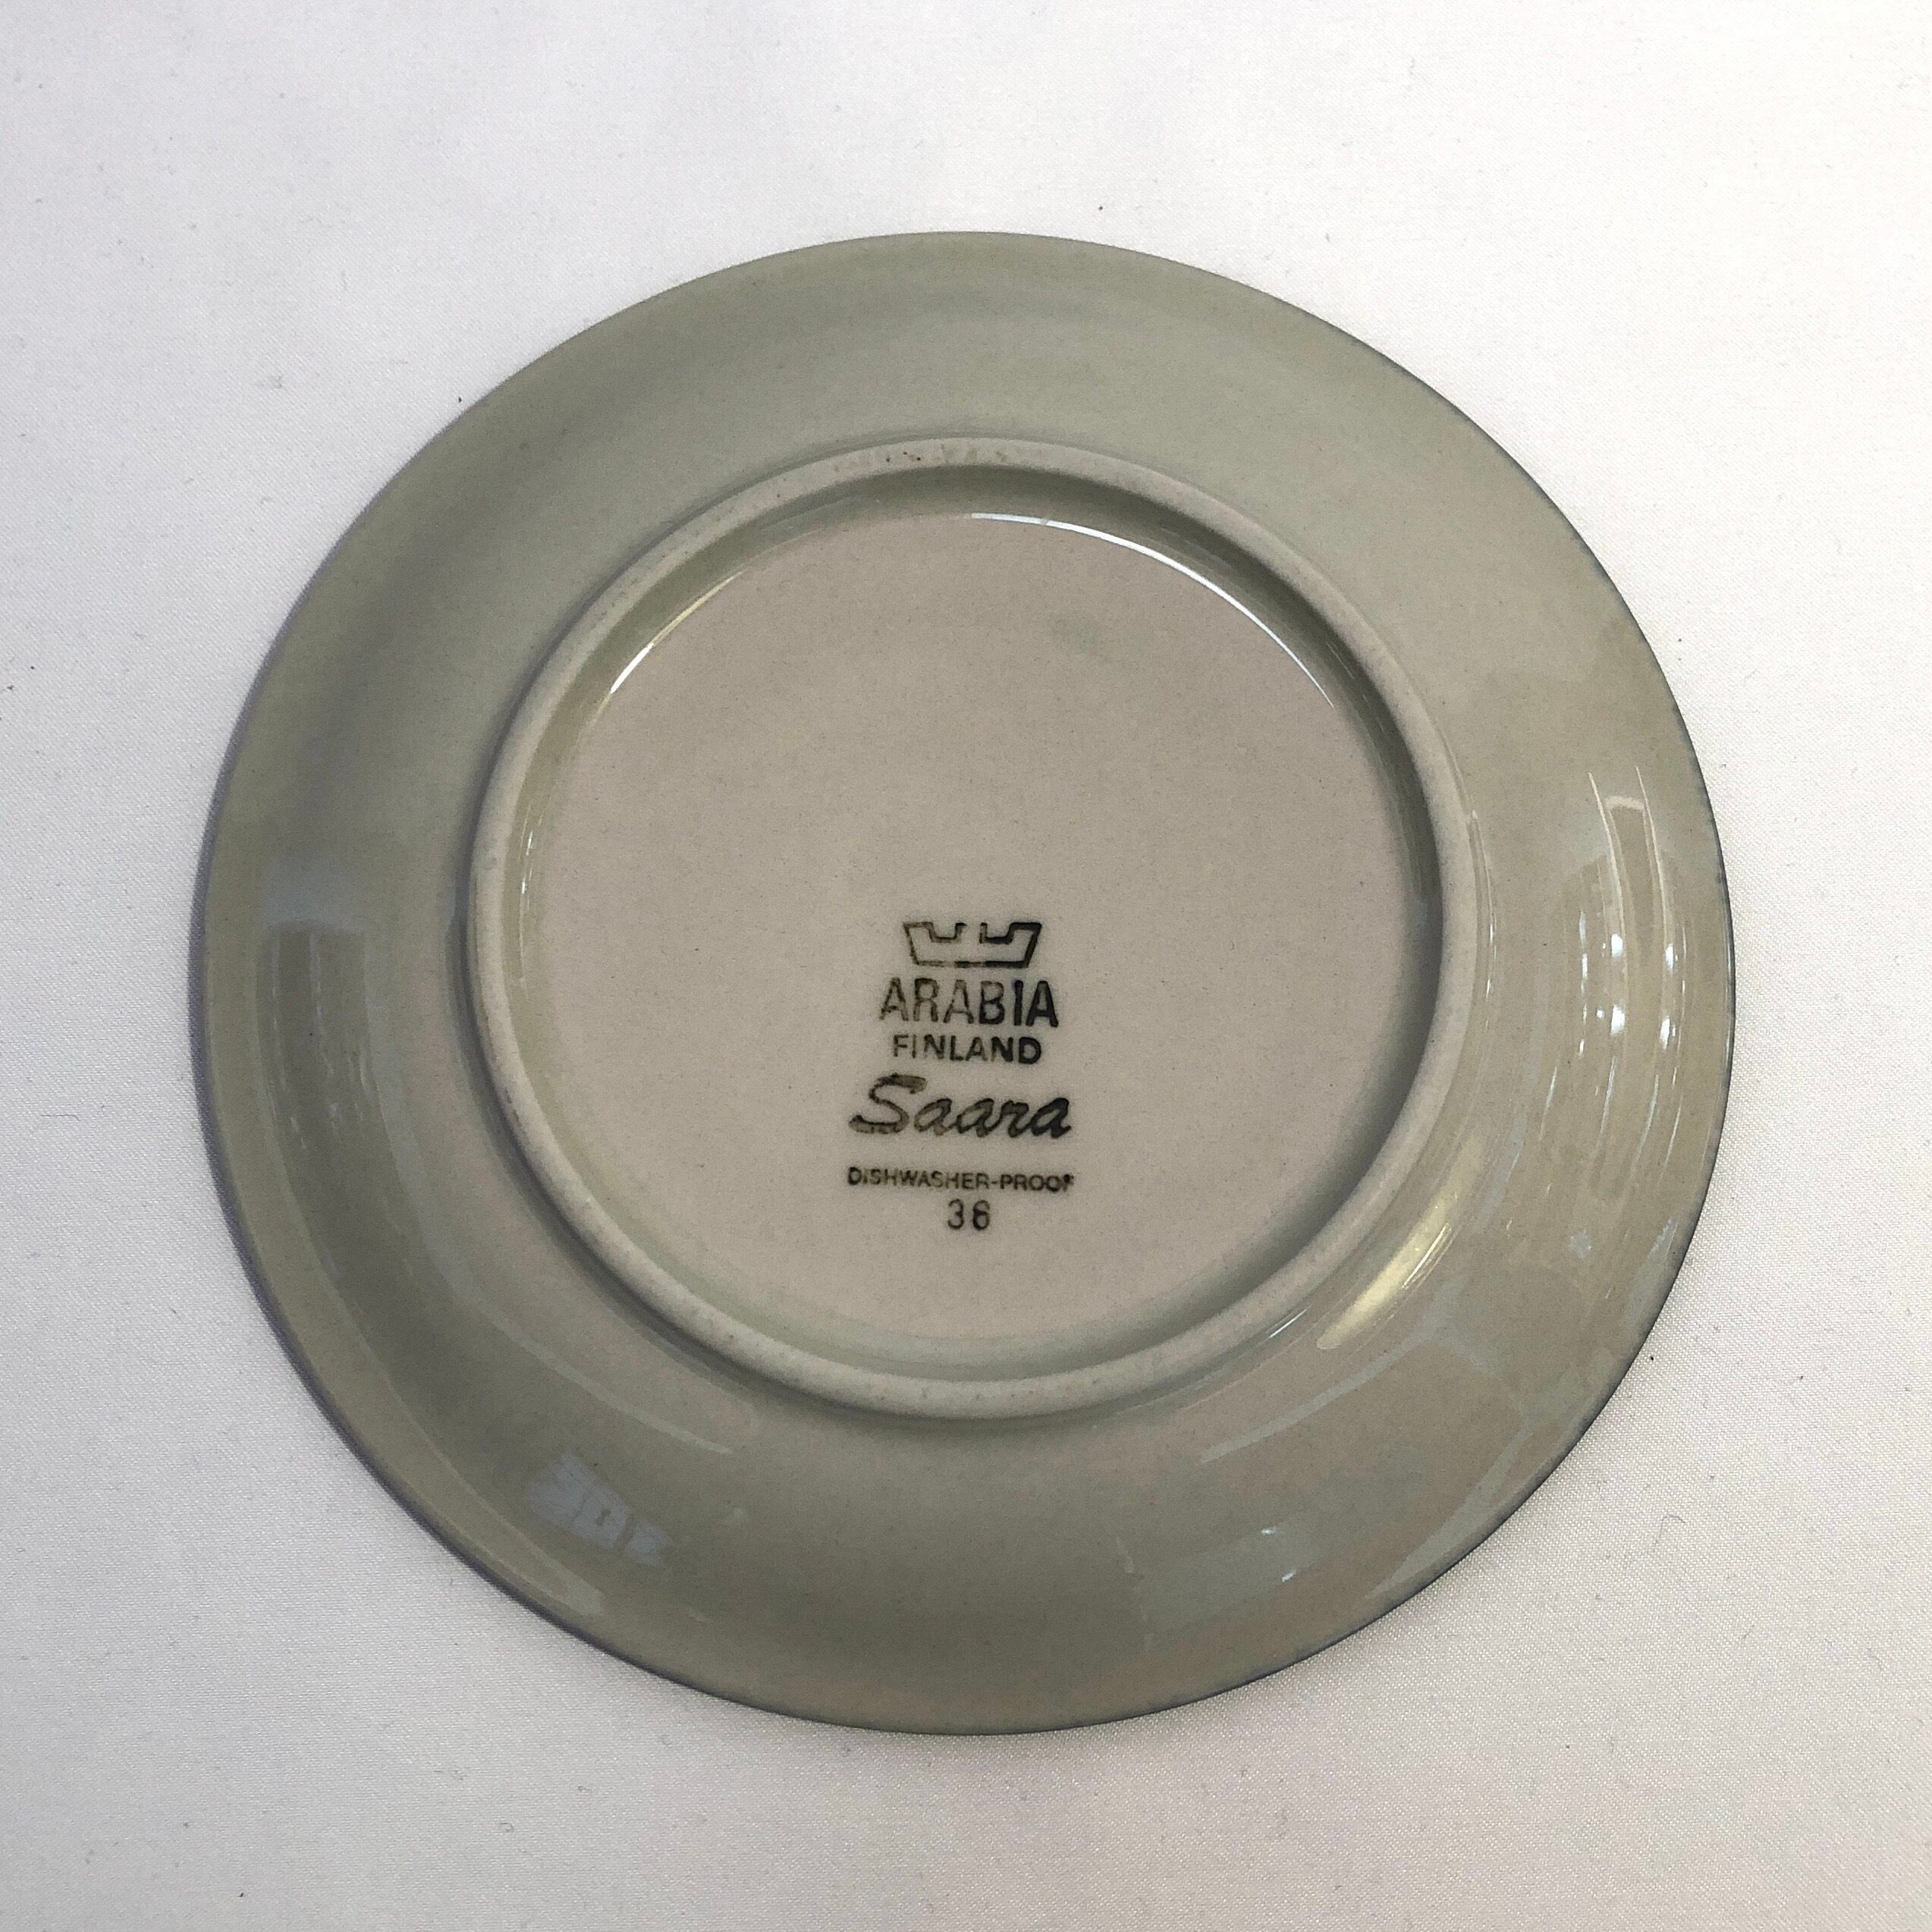 ARABIA
FINLAND
Saara
DISHWASHER-PROOF
36